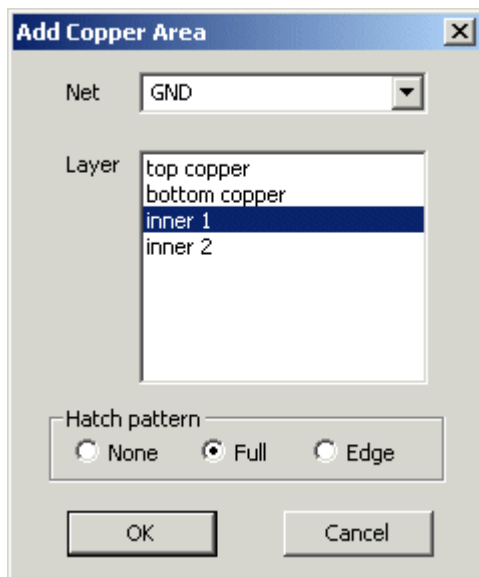 Add Copper Area
Net GND
Layer
top copper
bottom copper
inner 1
inner 2
Hatch pattern
None Full Edge
OK Cancel